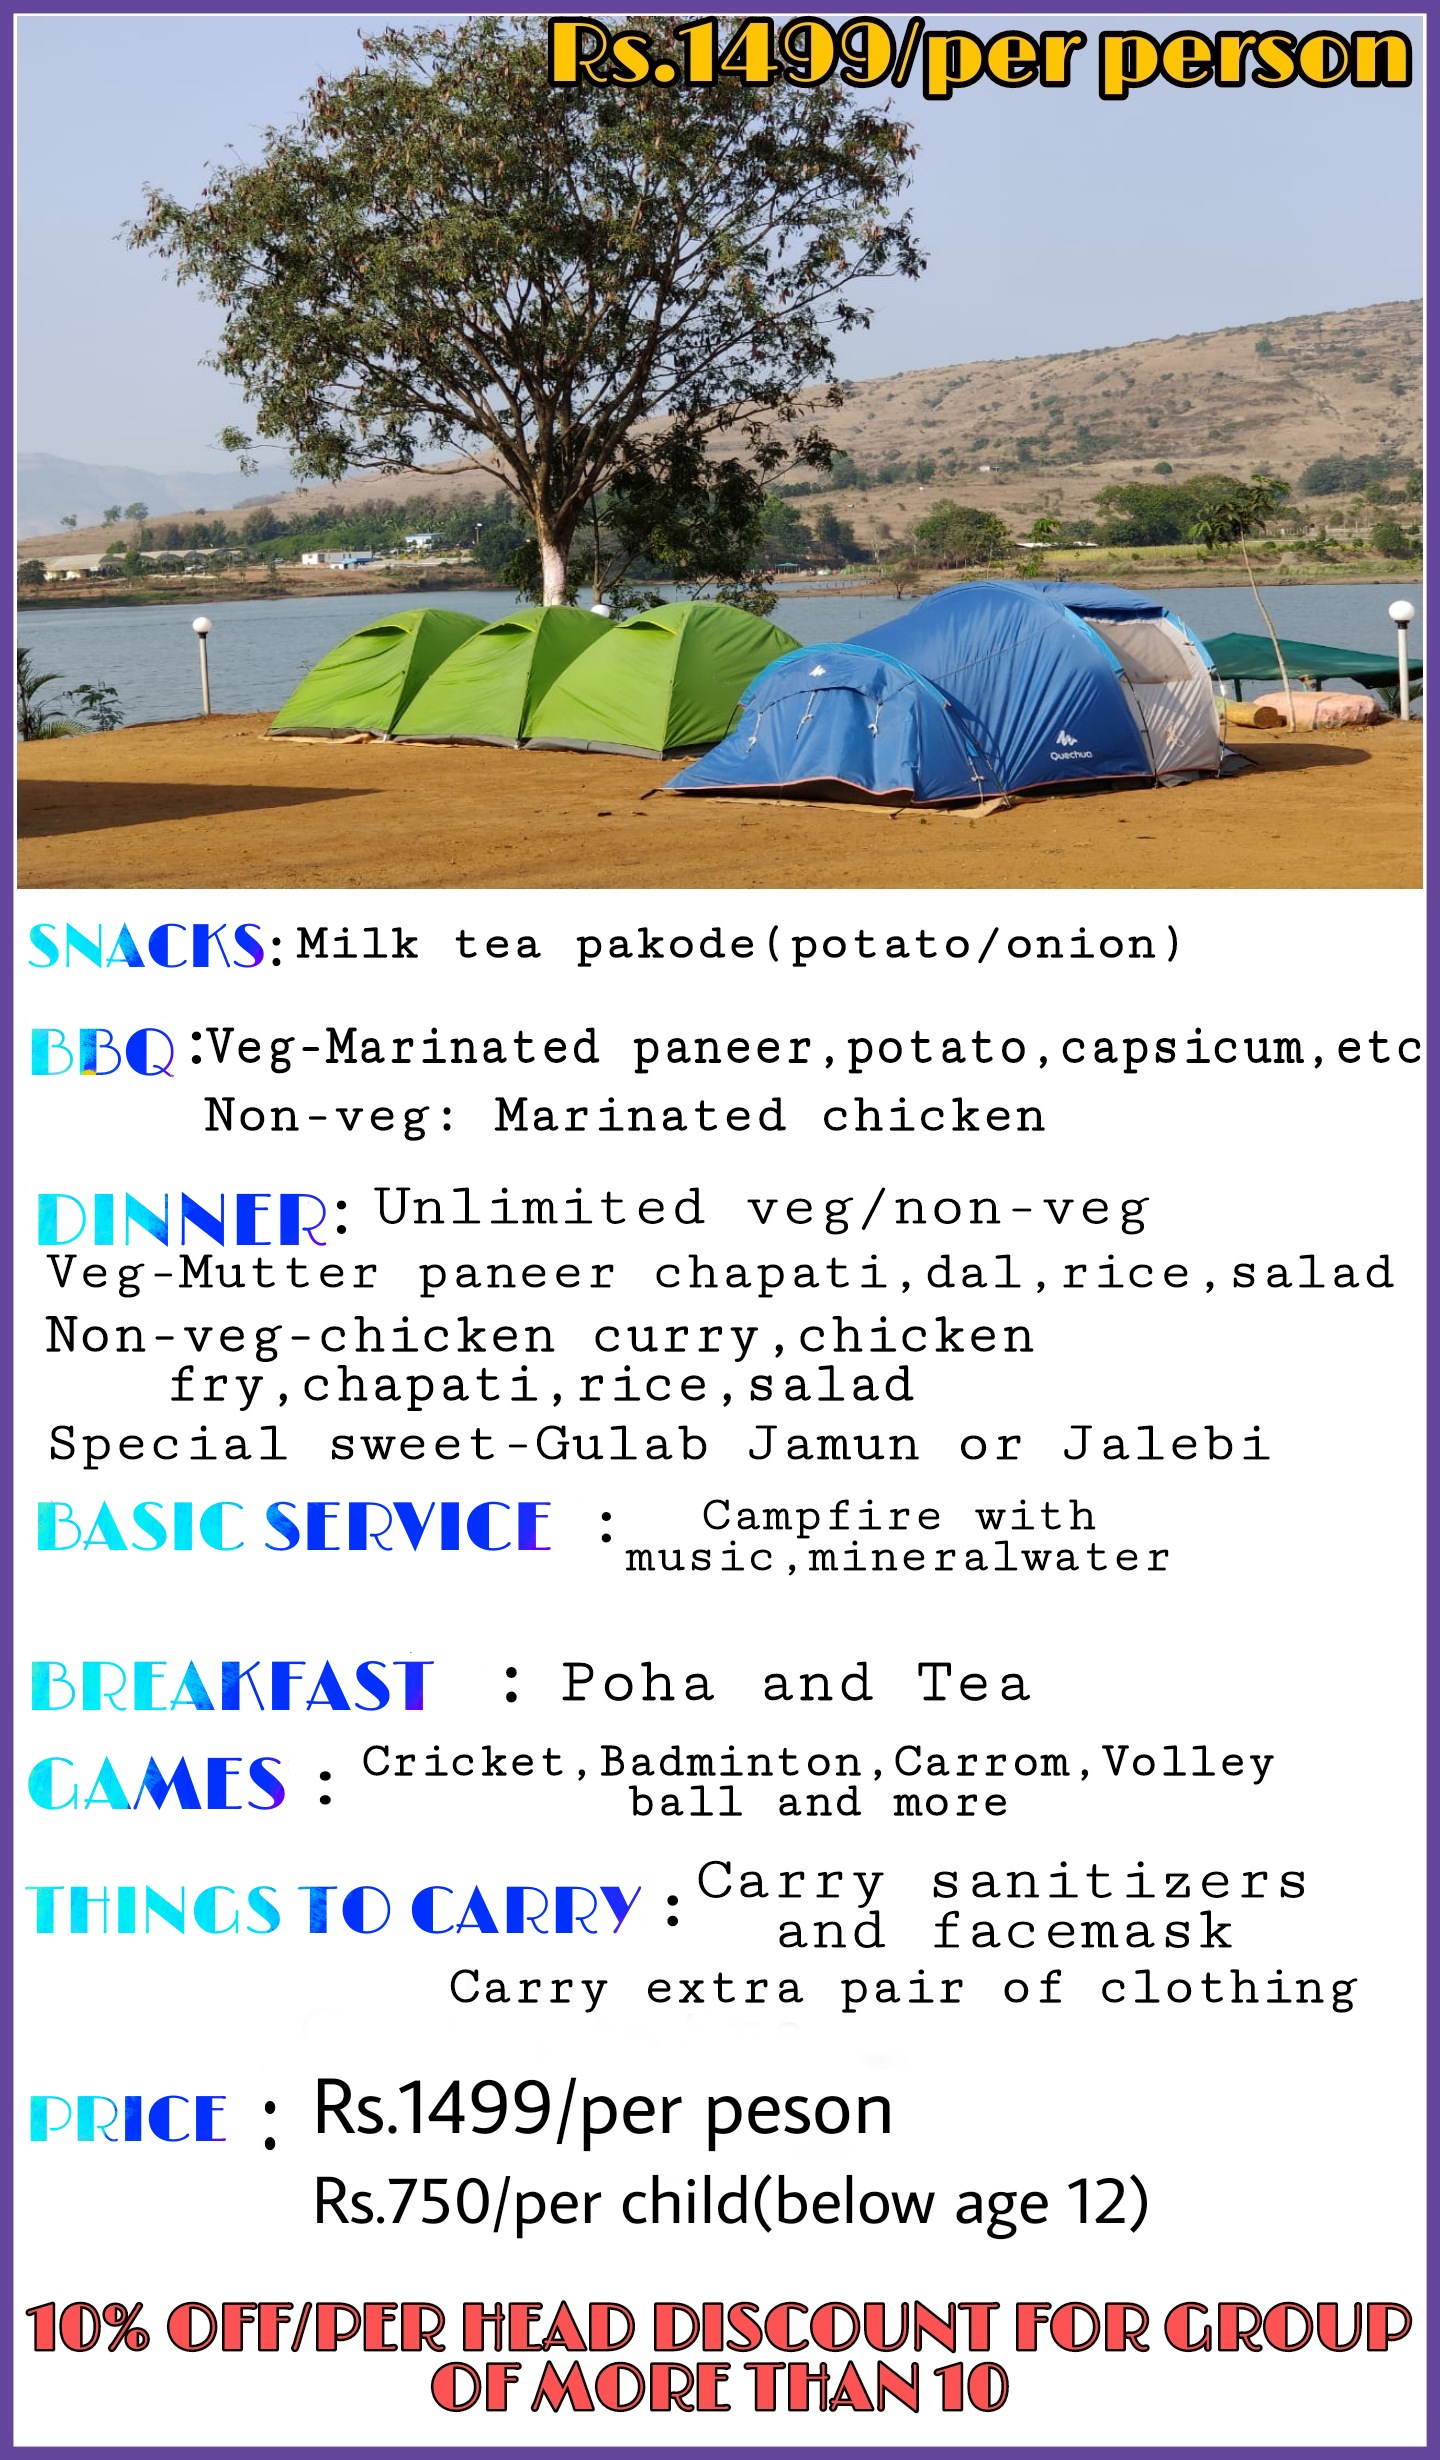 Rs.1499/per person
Quechua
SNACKS: Milk tea pakode(potato/onion)
BBQ :Veg-Marinated paneer,potato,capsicum,etc
Non-veg: Marinated chicken
DINNER: Unlimited veg/non-veg
Veg-Mutter paneer chapati,dal,rice,salad
Non-veg-chicken curry,chicken
fry,chapati,rice,salad
Special sweet-Gulab Jamun or Jalebi
BASIC SERVICE : Campfire with
music,mineralwater
BREAKFAST : Poha and Tea
GAMES : Cricket,Badminton,Carrom,Volley
ball and more
THINGS TO CARRY : Carry sanitizers
and facemask
Carry extra pair of clothing
PRICE : Rs.1499/per peson
Rs.750/per child(below age 12)
10% OFF/PER HEAD DISCOUNT FOR GROUP
OF MORE THAN 10